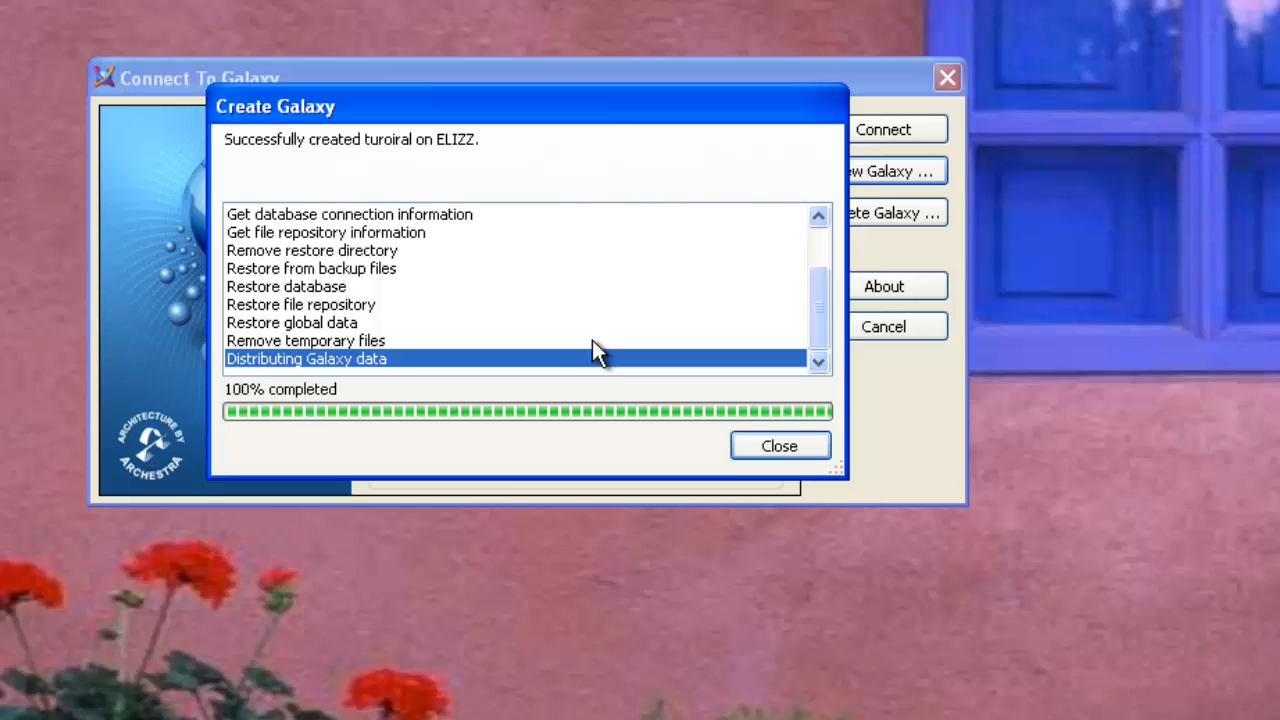 Connect To Galaxy
Create Galaxy
Successfully created turoiral on ELIZZ.
Get database connection information
Get file repository information
Remove restore directory
Restore from backup files
Restore database
Restore file repository
Restore global data
Remove temporary files
Distributing Galaxy data
100% completed
Close
Connect
ew Galaxy ...
ete Galaxy ...
About
Cancel
ARCHITECTURE BY
ARCHESTRA